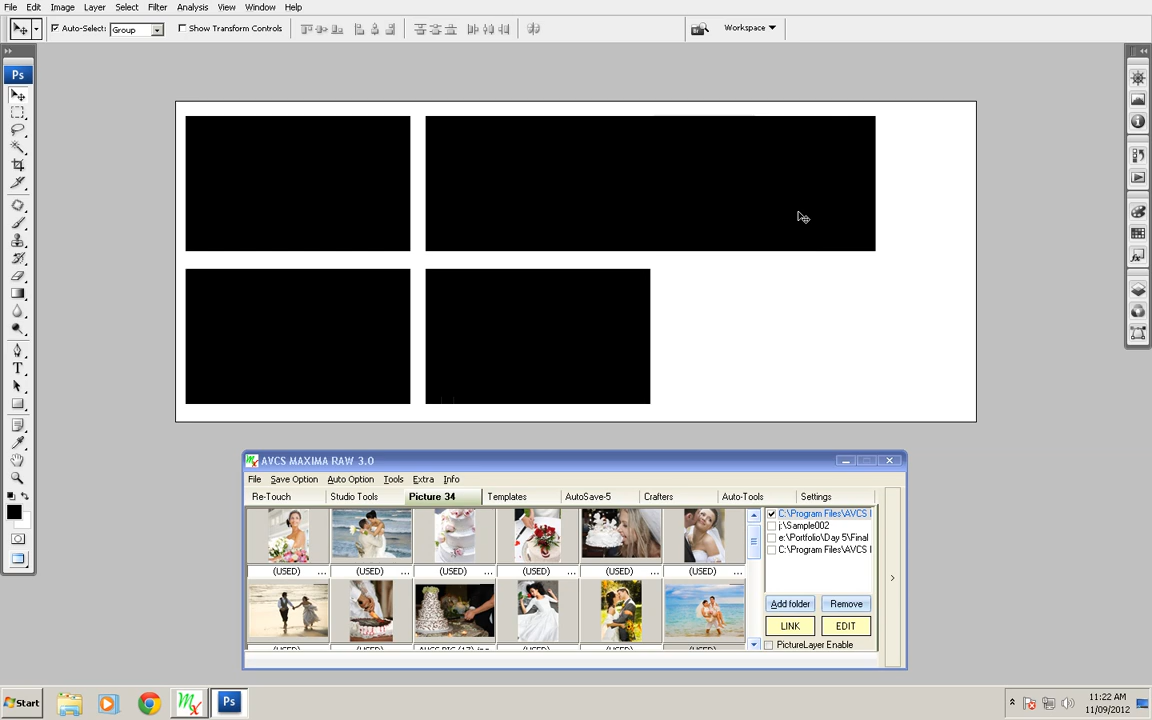 File Edit Image Layer Select Filter Analysis View Window Help
Auto-Select: Group Show Transform Controls Workspace
Ps
AVCS MAXIMA RAW 3.0
File Save Option Auto Option Tools Extra Info
Re-Touch Studio Tools Picture 34 Templates AutoSave-5 Crafters Auto-Tools Settings
C:\Program Files\AVCS
j:\Sample002
e:\Portfolio\Day 5\Final
C:\Program Files\AVCS
(USED) ... (USED) ... (USED) ... (USED) ... (USED) ... (USED)
Add folder Remove
LINK EDIT
PictureLayer Enable
Start
Ps
11:22 AM
11/09/2012